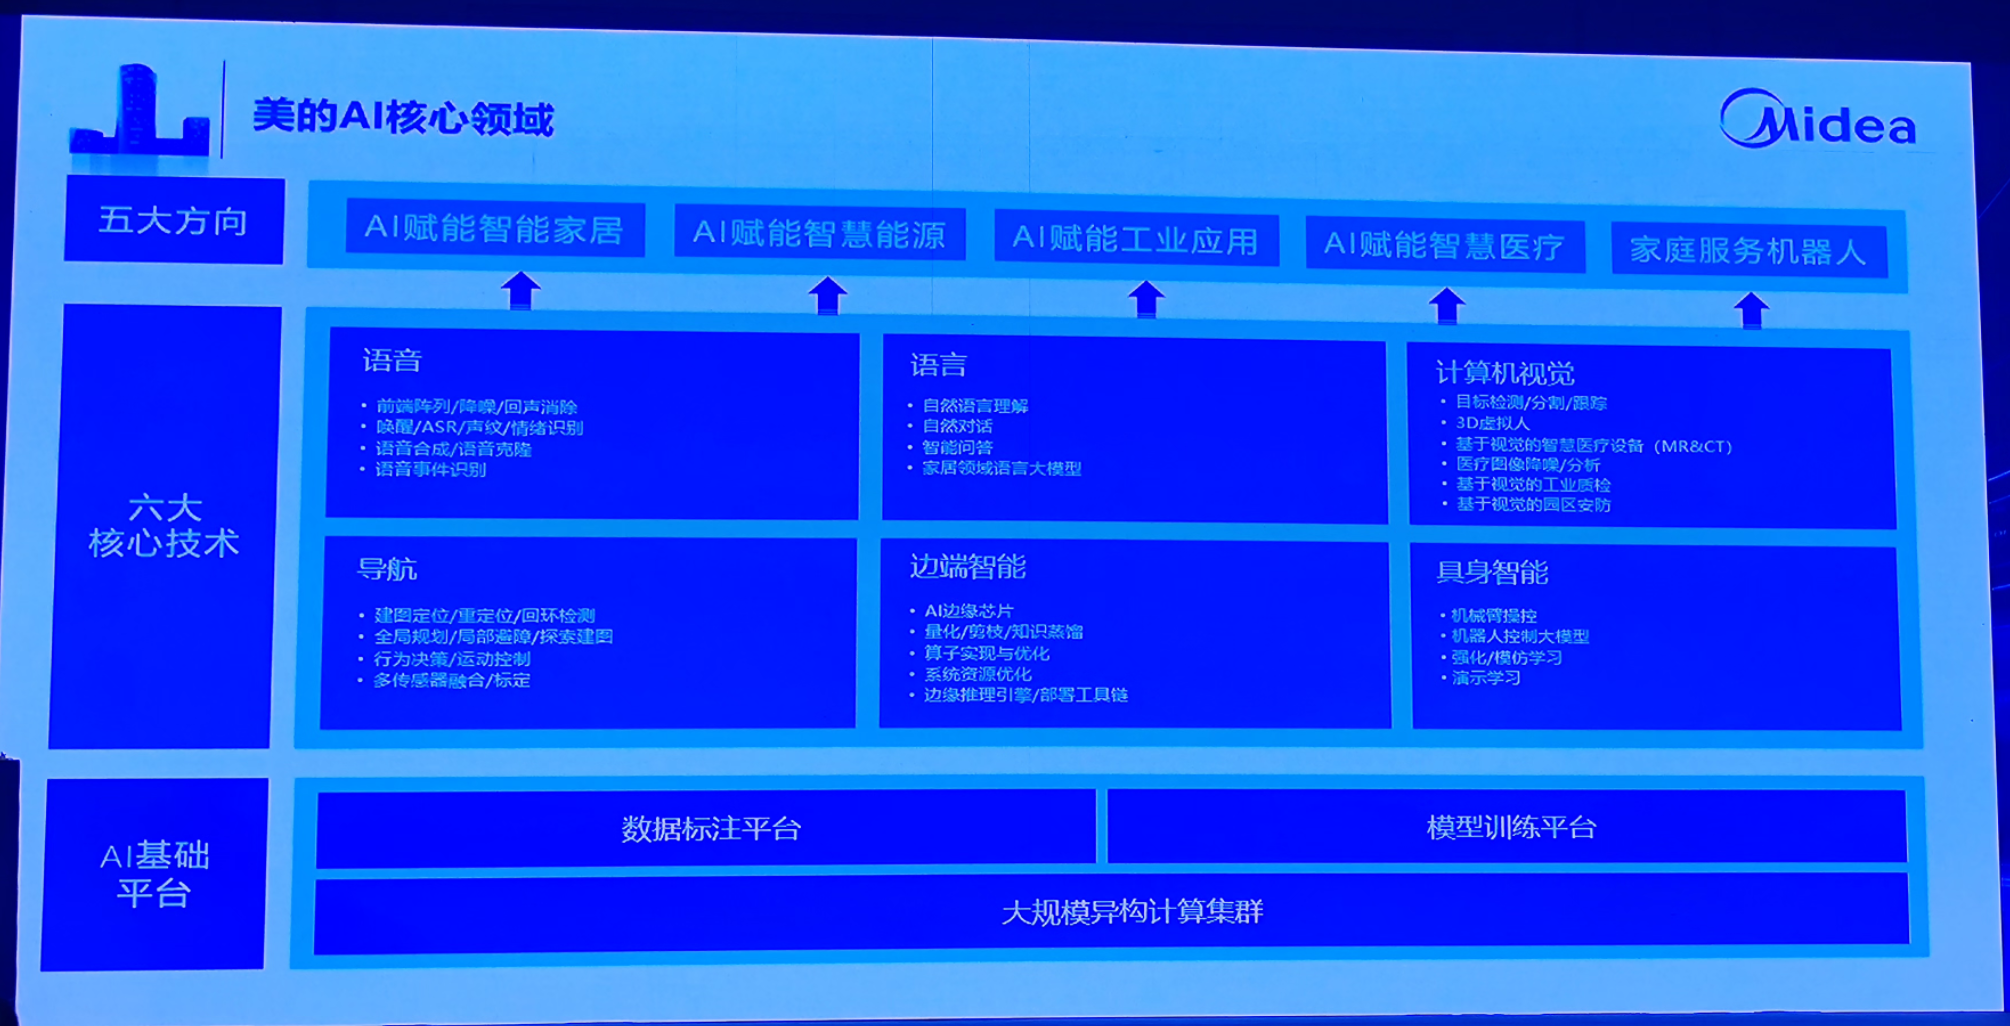 美的AI核心领域
Midea
五大方向
AI赋能智能家居
AI赋能智慧能源
AI赋能工业应用
AI赋能智慧医疗
家庭服务机器人
六大
核心技术
语音
• 前端阵列/降噪/回声消除
• 唤醒/ASR/声纹/情绪识别
• 语音合成/语音克隆
• 语音事件识别
语言
• 自然语言理解
• 自然对话
• 智能问答
• 家居领域语言大模型
计算机视觉
• 目标检测/分割/跟踪
• 3D虚拟人
• 基于视觉的智慧医疗设备（MR&CT）
• 医疗图像降噪/分析
• 基于视觉的工业质检
• 基于视觉的园区安防
导航
• 建图定位/重定位/回环检测
• 全局规划/局部避障/探索建图
• 行为决策/运动控制
• 多传感器融合/标定
边端智能
• AI边缘芯片
• 量化/剪枝/知识蒸馏
• 算子实现与优化
• 系统资源优化
• 边缘推理引擎/部署工具链
具身智能
• 机械臂操控
• 机器人控制大模型
• 强化/模仿学习
• 演示学习
AI基础
平台
数据标注平台
模型训练平台
大规模异构计算集群